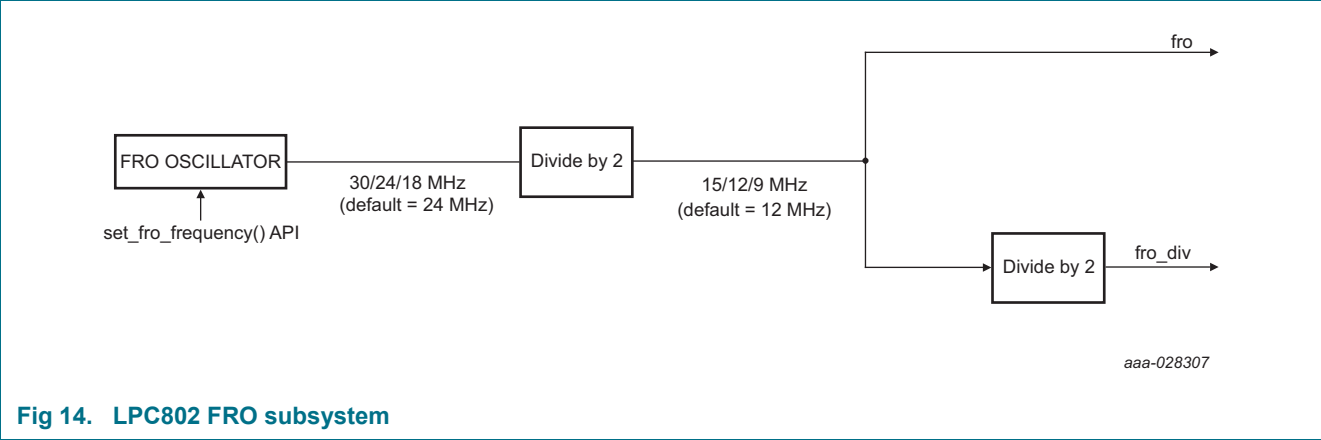 fro
FRO OSCILLATOR
Divide by 2
30/24/18 MHz
(default = 24 MHz)
15/12/9 MHz
(default = 12 MHz)
set_fro_frequency() API
Divide by 2
fro_div
aaa-028307
Fig 14. LPC802 FRO subsystem